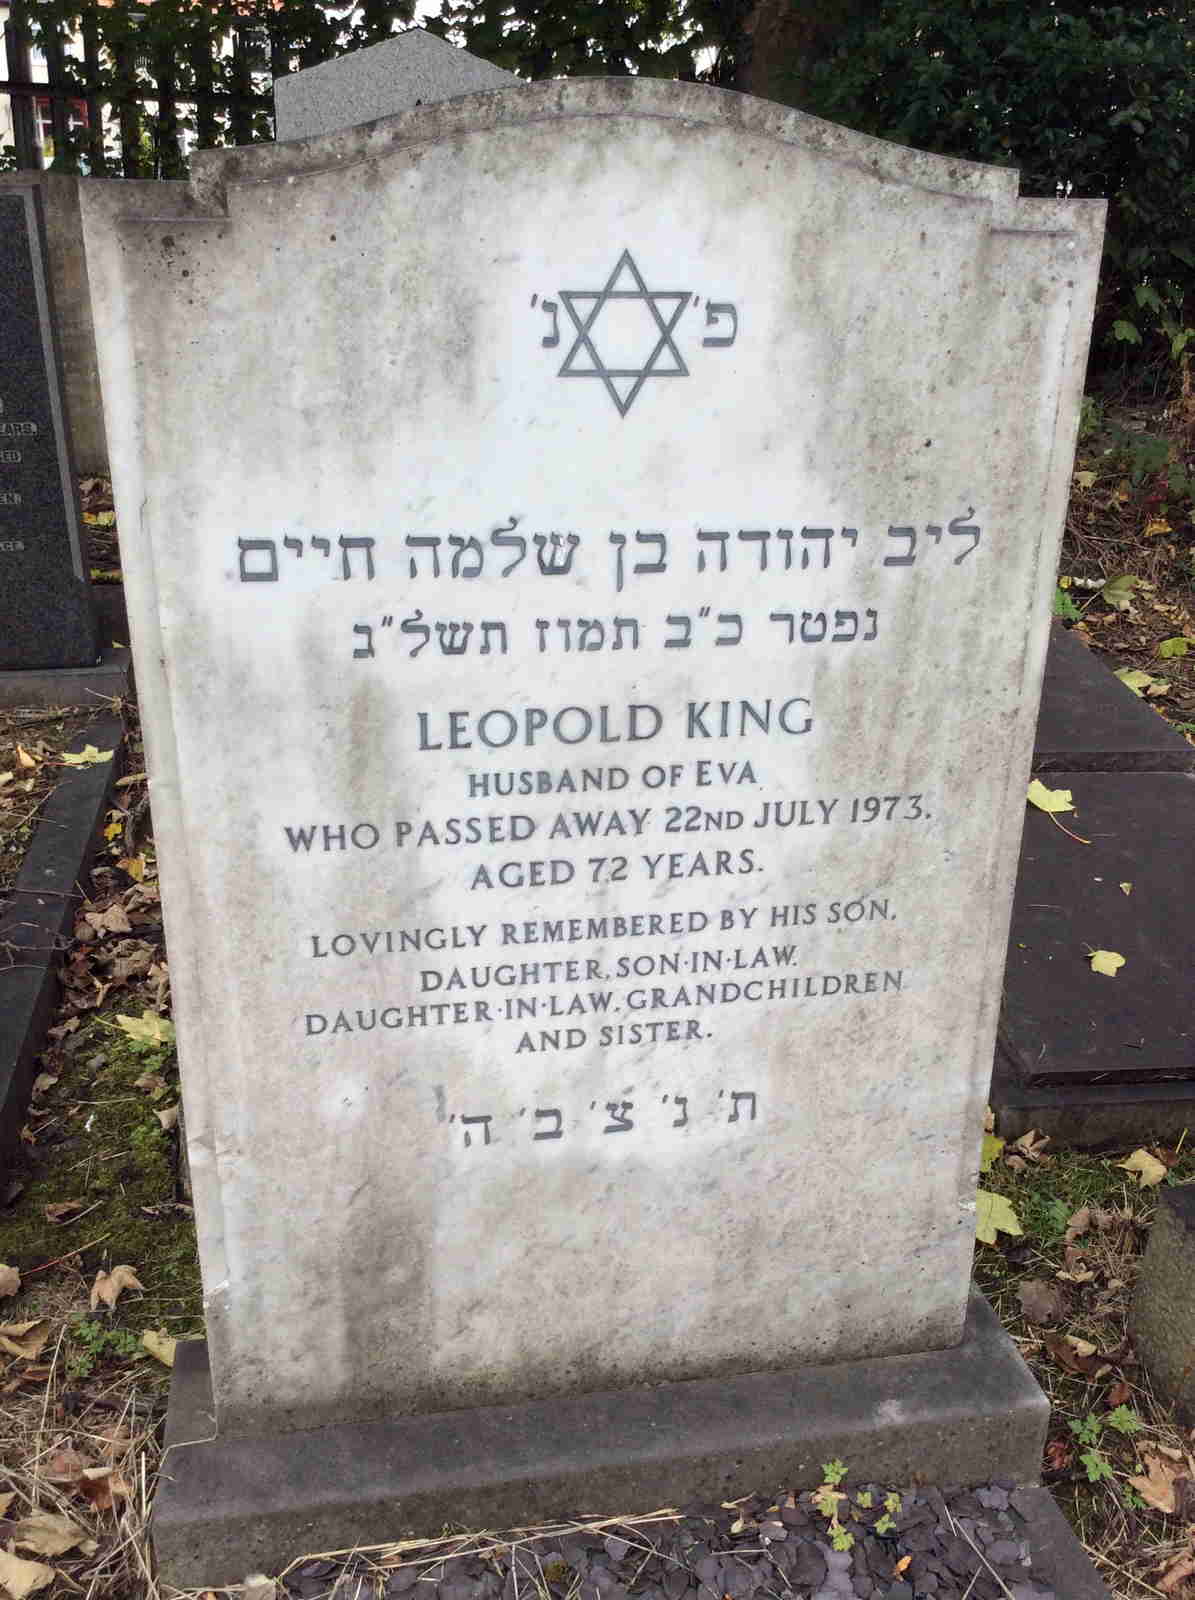 פ' נ'
ליב יהודה בן שלמה חיים
נפטר כ"ב תמוז תשל"ג
LEOPOLD KING
HUSBAND OF EVA
WHO PASSED AWAY 22ND JULY 1973.
AGED 72 YEARS.
LOVINGLY REMEMBERED BY HIS SON,
DAUGHTER, SON·IN·LAW,
DAUGHTER·IN·LAW, GRANDCHILDREN
AND SISTER.
ת' נ' צ' ב' ה'